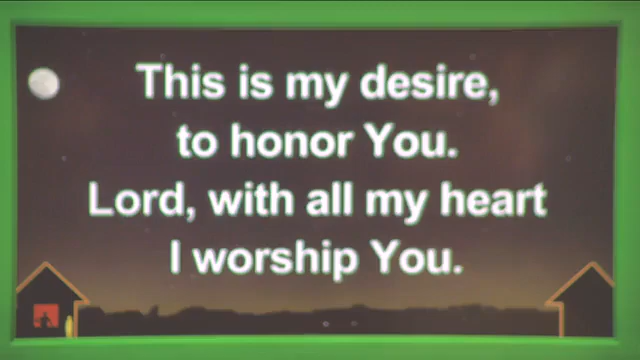 This is my desire,
to honor You.
Lord, with all my heart
I worship You.